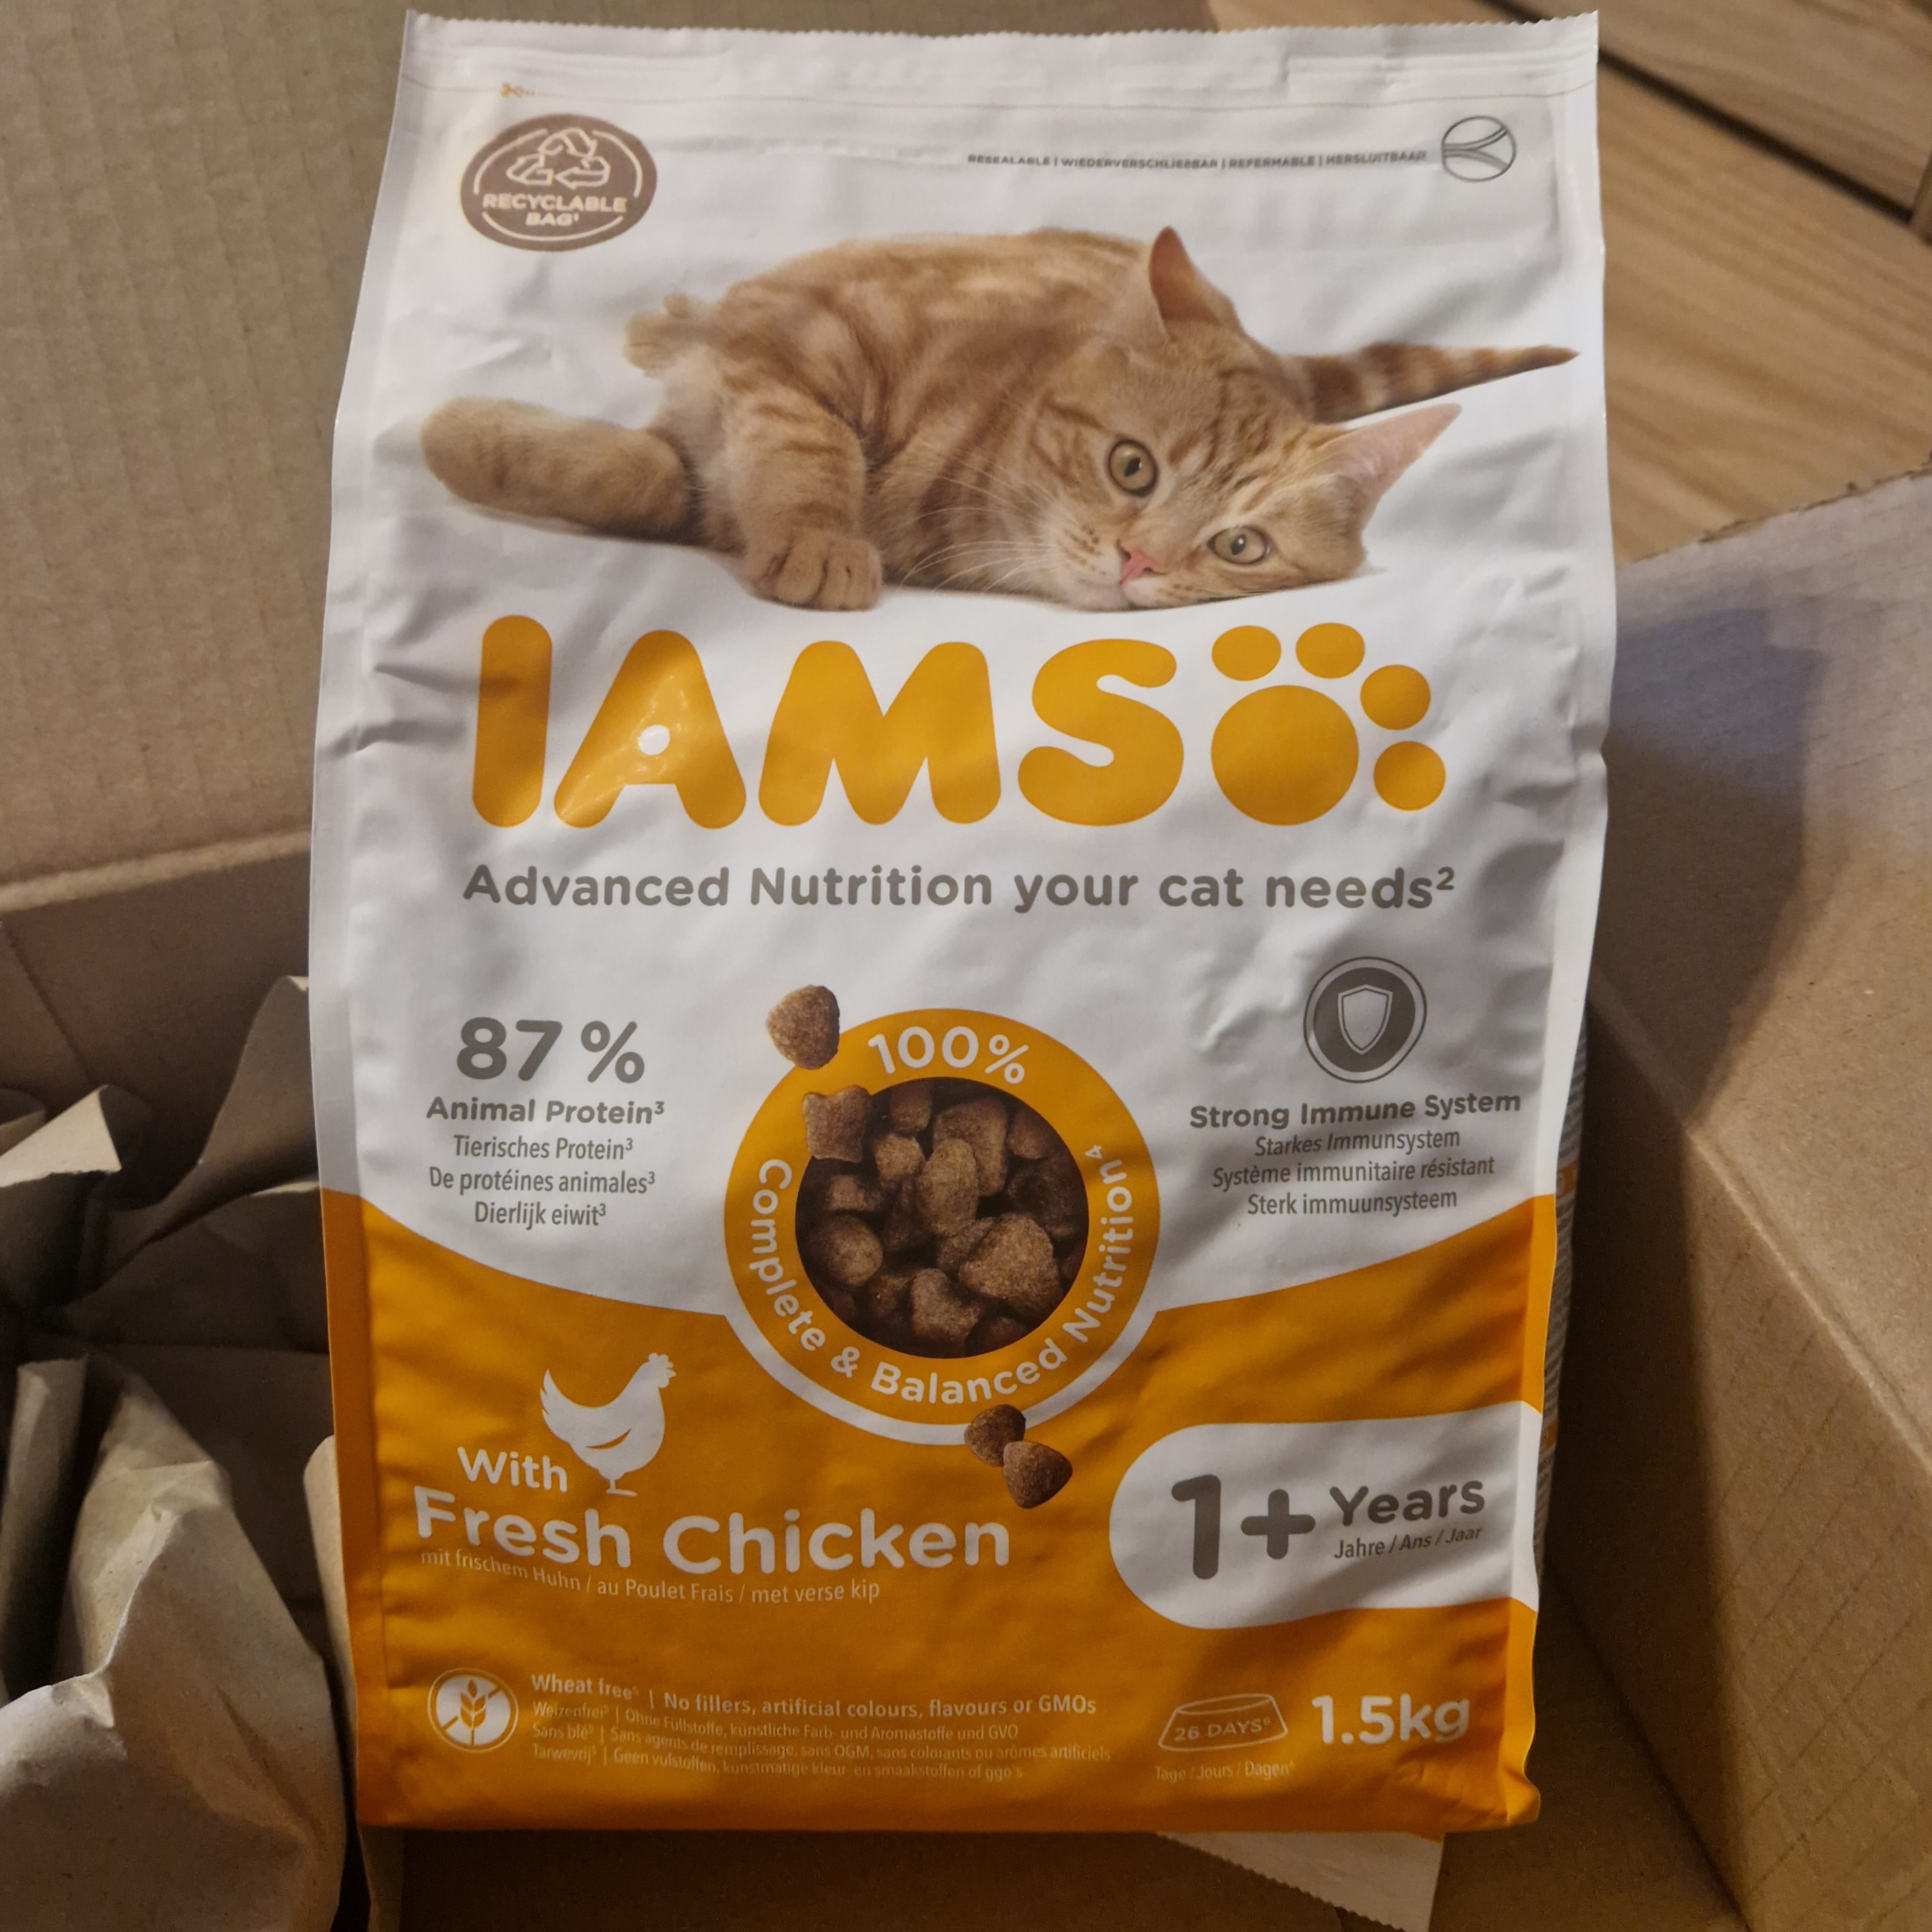 RECYCLABLE
BAG¹
RESEALABLE | WIEDERVERSCHLIEßBAR | REFERMABLE | HERSLUITBAAR
IAMS
Advanced Nutrition your cat needs²
87 %
Animal Protein³
Tierisches Protein³
De protéines animales³
Dierlijk eiwit³
100%
Complete & Balanced Nutrition⁴
Strong Immune System
Starkes Immunsystem
Système immunitaire résistant
Sterk immuunsysteem
With
Fresh Chicken
mit frischem Huhn / au Poulet Frais / met verse kip
1+ Years
Jahre / Ans / Jaar
Wheat free⁵ | No fillers, artificial colours, flavours or GMOs
Weizenfrei⁵ | Ohne Füllstoffe, künstliche Farb- und Aromastoffe und GVO
Sans blé⁵ | Sans agents de remplissage, sans OGM, sans colorants ou arômes artificiels
Tarwevrij⁵ | Geen vulstoffen, kunstmatige kleur- en smaakstoffen of ggo's
26 DAYS⁶
Tage / Jours / Dagen⁶
1.5kg